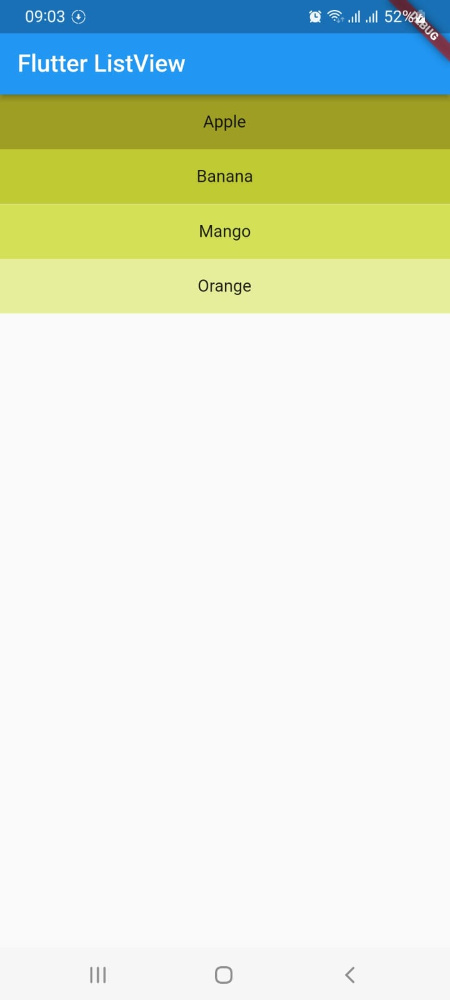 09:03 52%
DEBUG
Flutter ListView
Apple
Banana
Mango
Orange